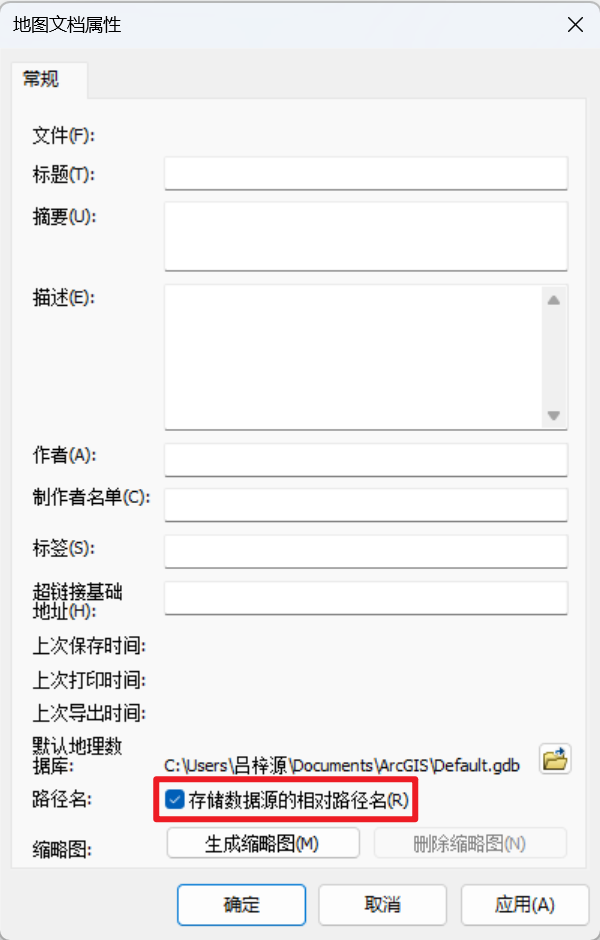 地图文档属性
常规
文件(F):
标题(T):
摘要(U):
描述(E):
作者(A):
制作者名单(C):
标签(S):
超链接基础
地址(H):
上次保存时间:
上次打印时间:
上次导出时间:
默认地理数
据库:
C:\Users\吕梓源\Documents\ArcGIS\Default.gdb
路径名:
存储数据源的相对路径名(R)
缩略图:
生成缩略图(M)
删除缩略图(N)
确定
取消
应用(A)